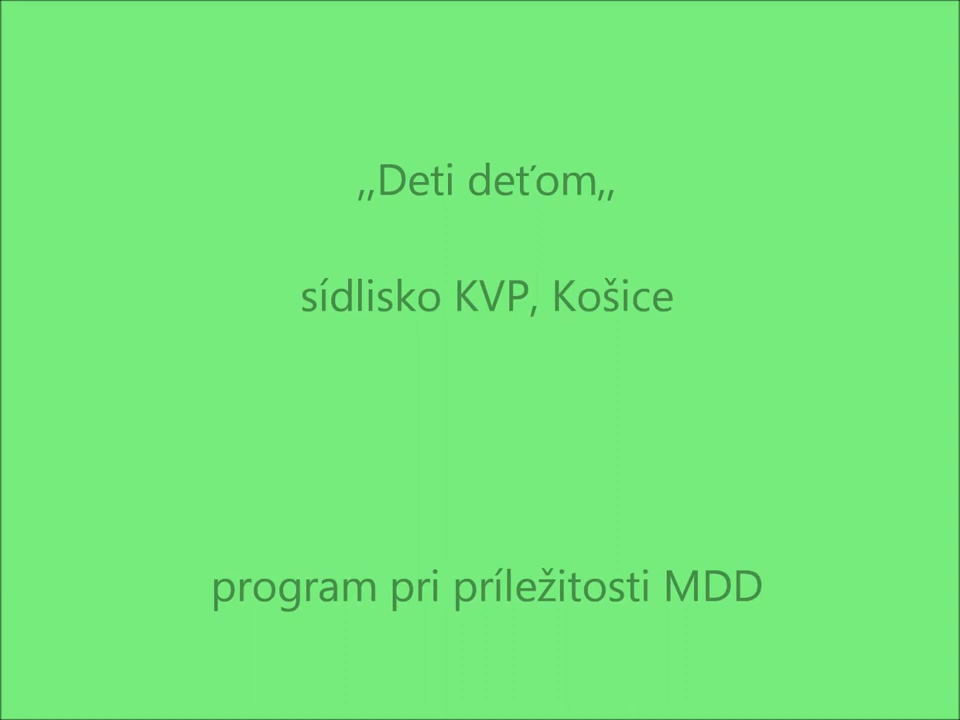 ,,Deti deťom,,
sídlisko KVP, Košice
program pri príležitosti MDD